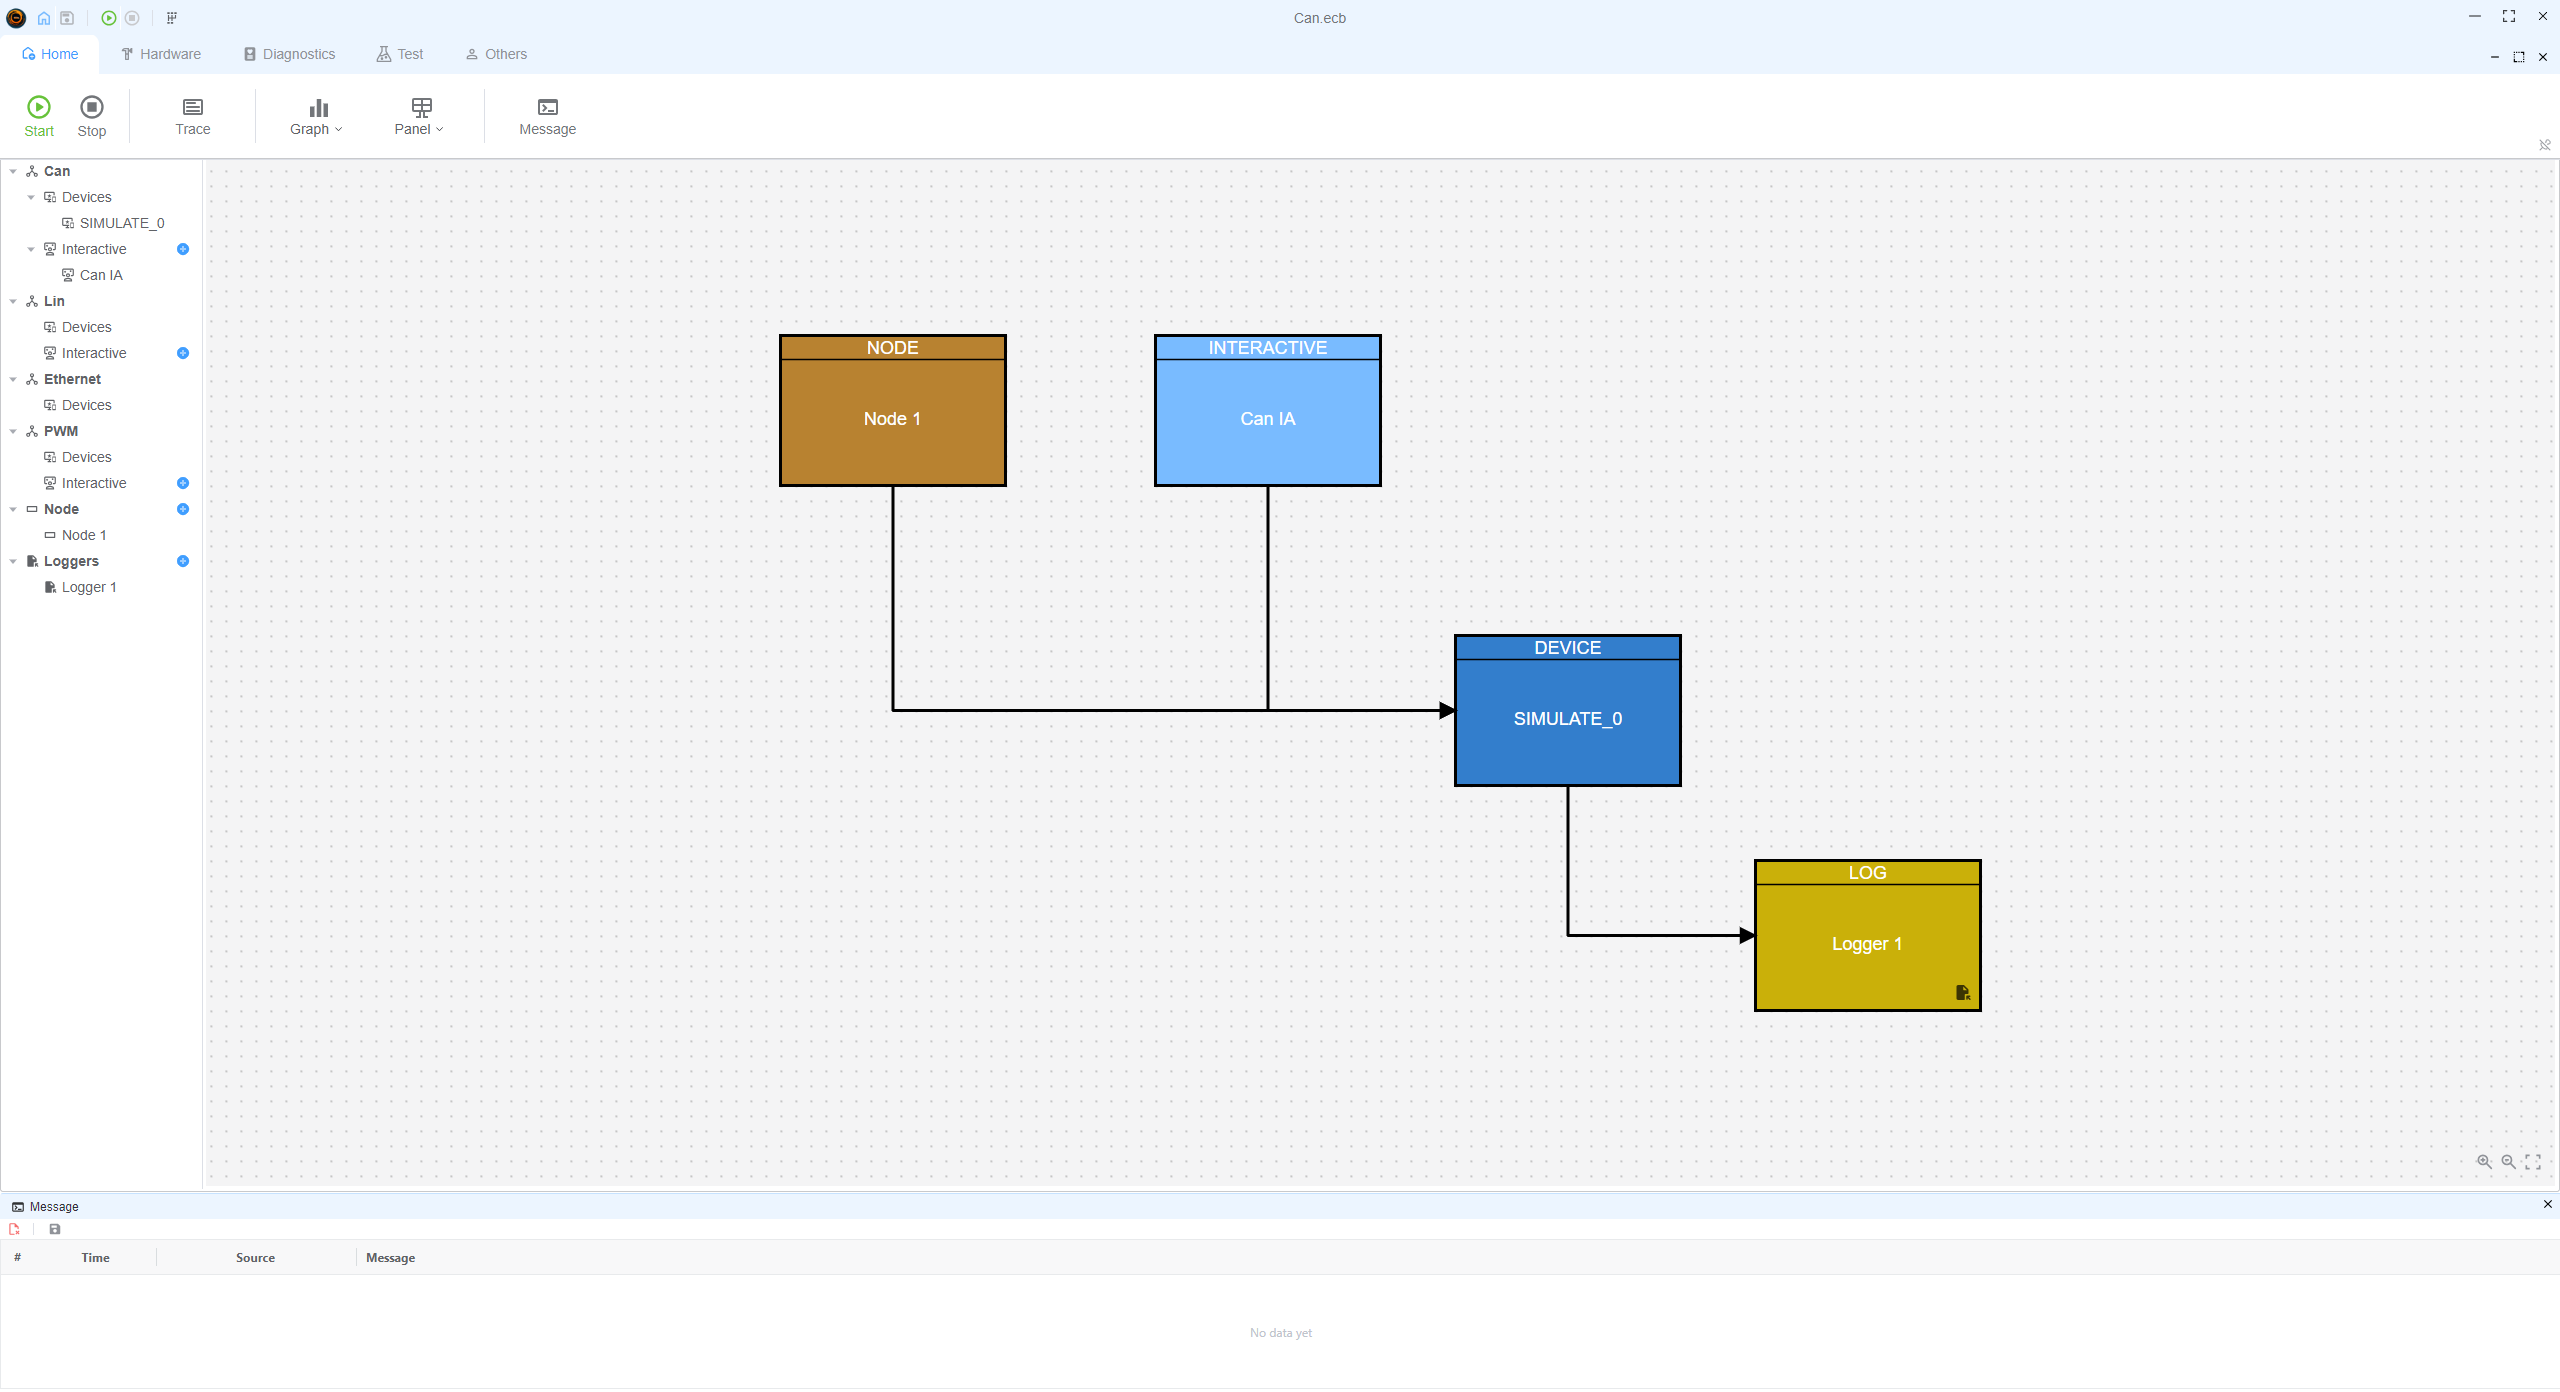 Can.ecb
Home Hardware Diagnostics Test Others
Start Stop Trace Graph Panel Message
Can
Devices
SIMULATE_0
Interactive
Can IA
Lin
Devices
Interactive
Ethernet
Devices
PWM
Devices
Interactive
Node
Node 1
Loggers
Logger 1
NODE
Node 1
INTERACTIVE
Can IA
DEVICE
SIMULATE_0
LOG
Logger 1
Message
# Time Source Message
No data yet